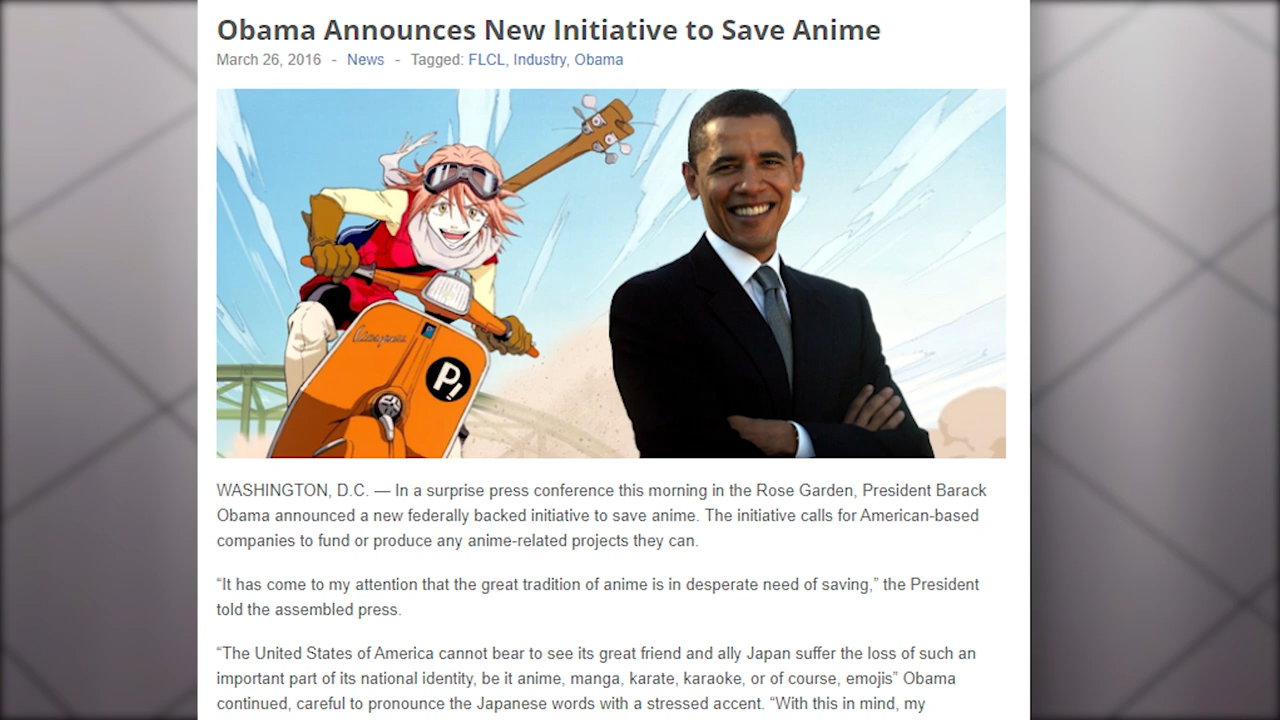 Obama Announces New Initiative to Save Anime
March 26, 2016 - News - Tagged: FLCL, Industry, Obama
P!
WASHINGTON, D.C. — In a surprise press conference this morning in the Rose Garden, President Barack
Obama announced a new federally backed initiative to save anime. The initiative calls for American-based
companies to fund or produce any anime-related projects they can.
“It has come to my attention that the great tradition of anime is in desperate need of saving,” the President
told the assembled press.
“The United States of America cannot bear to see its great friend and ally Japan suffer the loss of such an
important part of its national identity, be it anime, manga, karate, karaoke, or of course, emojis” Obama
continued, careful to pronounce the Japanese words with a stressed accent. “With this in mind, my